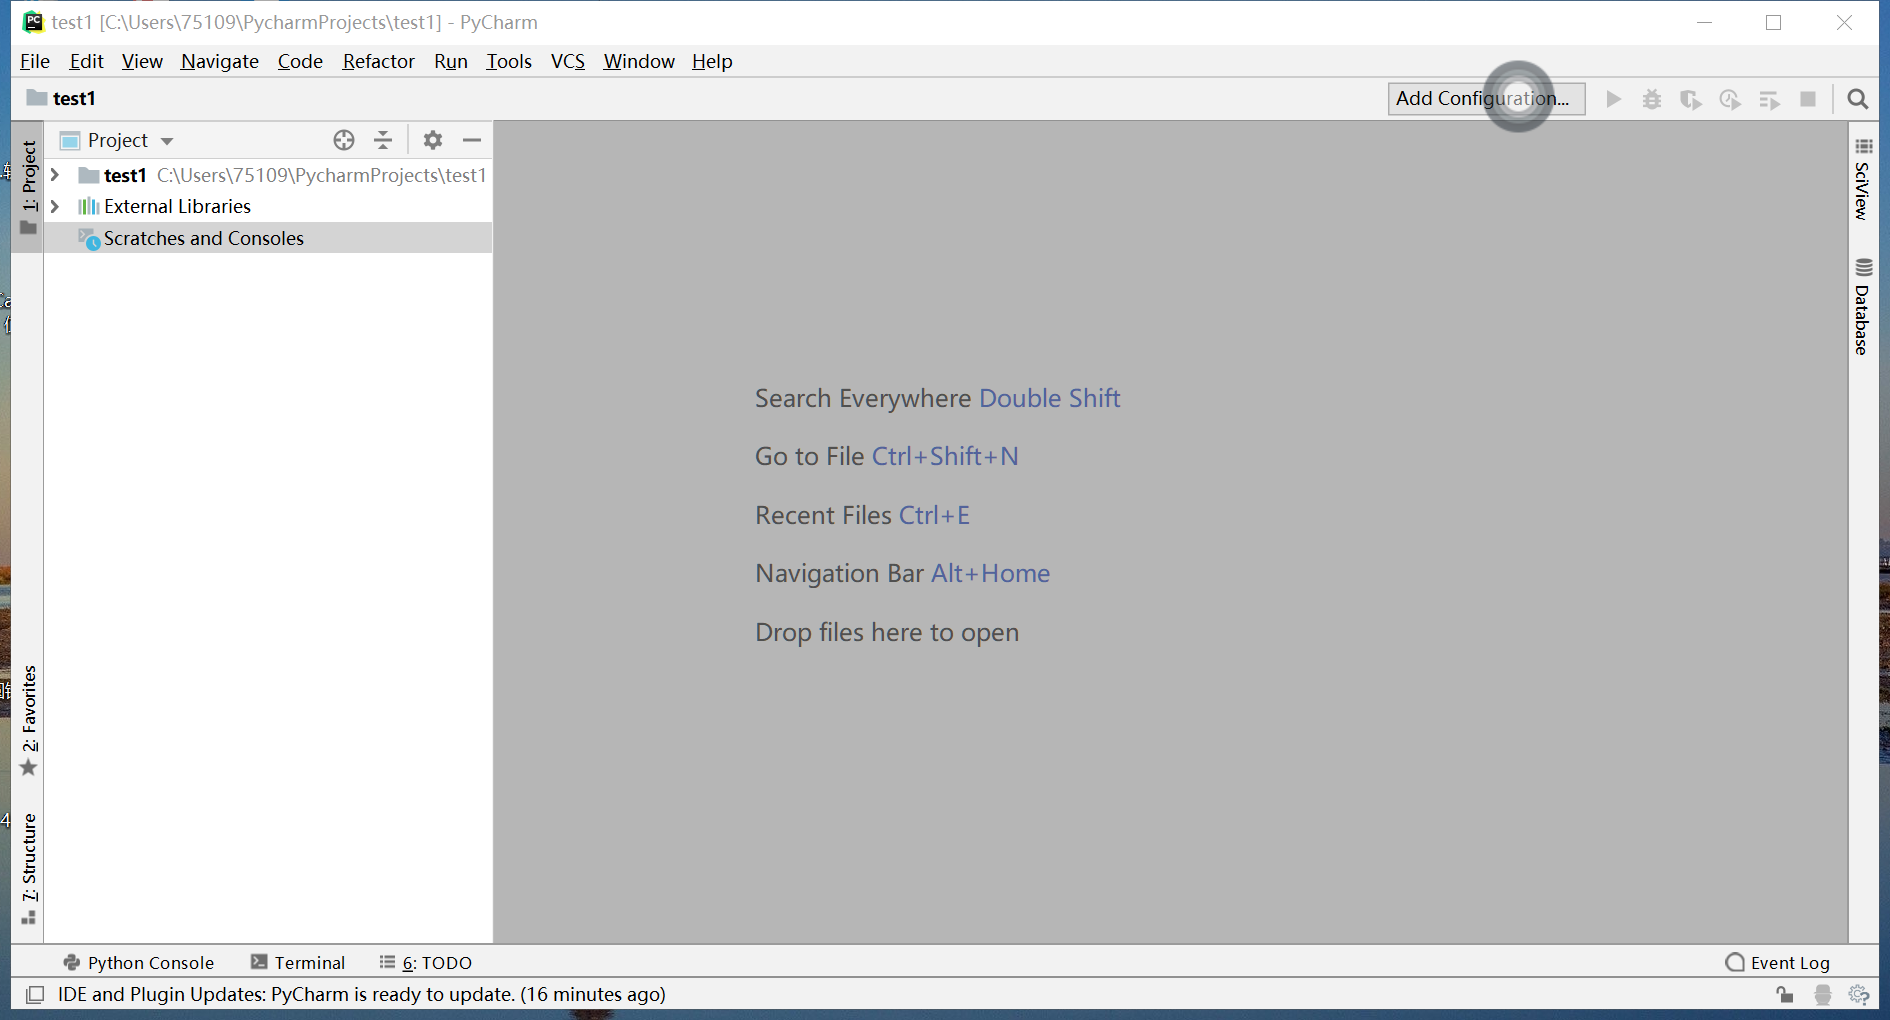 test1 [C:\Users\75109\PycharmProjects\test1] - PyCharm
File Edit View Navigate Code Refactor Run Tools VCS Window Help
test1
Add Configuration...
1: Project
Project
test1 C:\Users\75109\PycharmProjects\test1
External Libraries
Scratches and Consoles
Search Everywhere Double Shift
Go to File Ctrl+Shift+N
Recent Files Ctrl+E
Navigation Bar Alt+Home
Drop files here to open
SciView
Database
2: Favorites
7: Structure
Python Console
Terminal
6: TODO
Event Log
IDE and Plugin Updates: PyCharm is ready to update. (16 minutes ago)